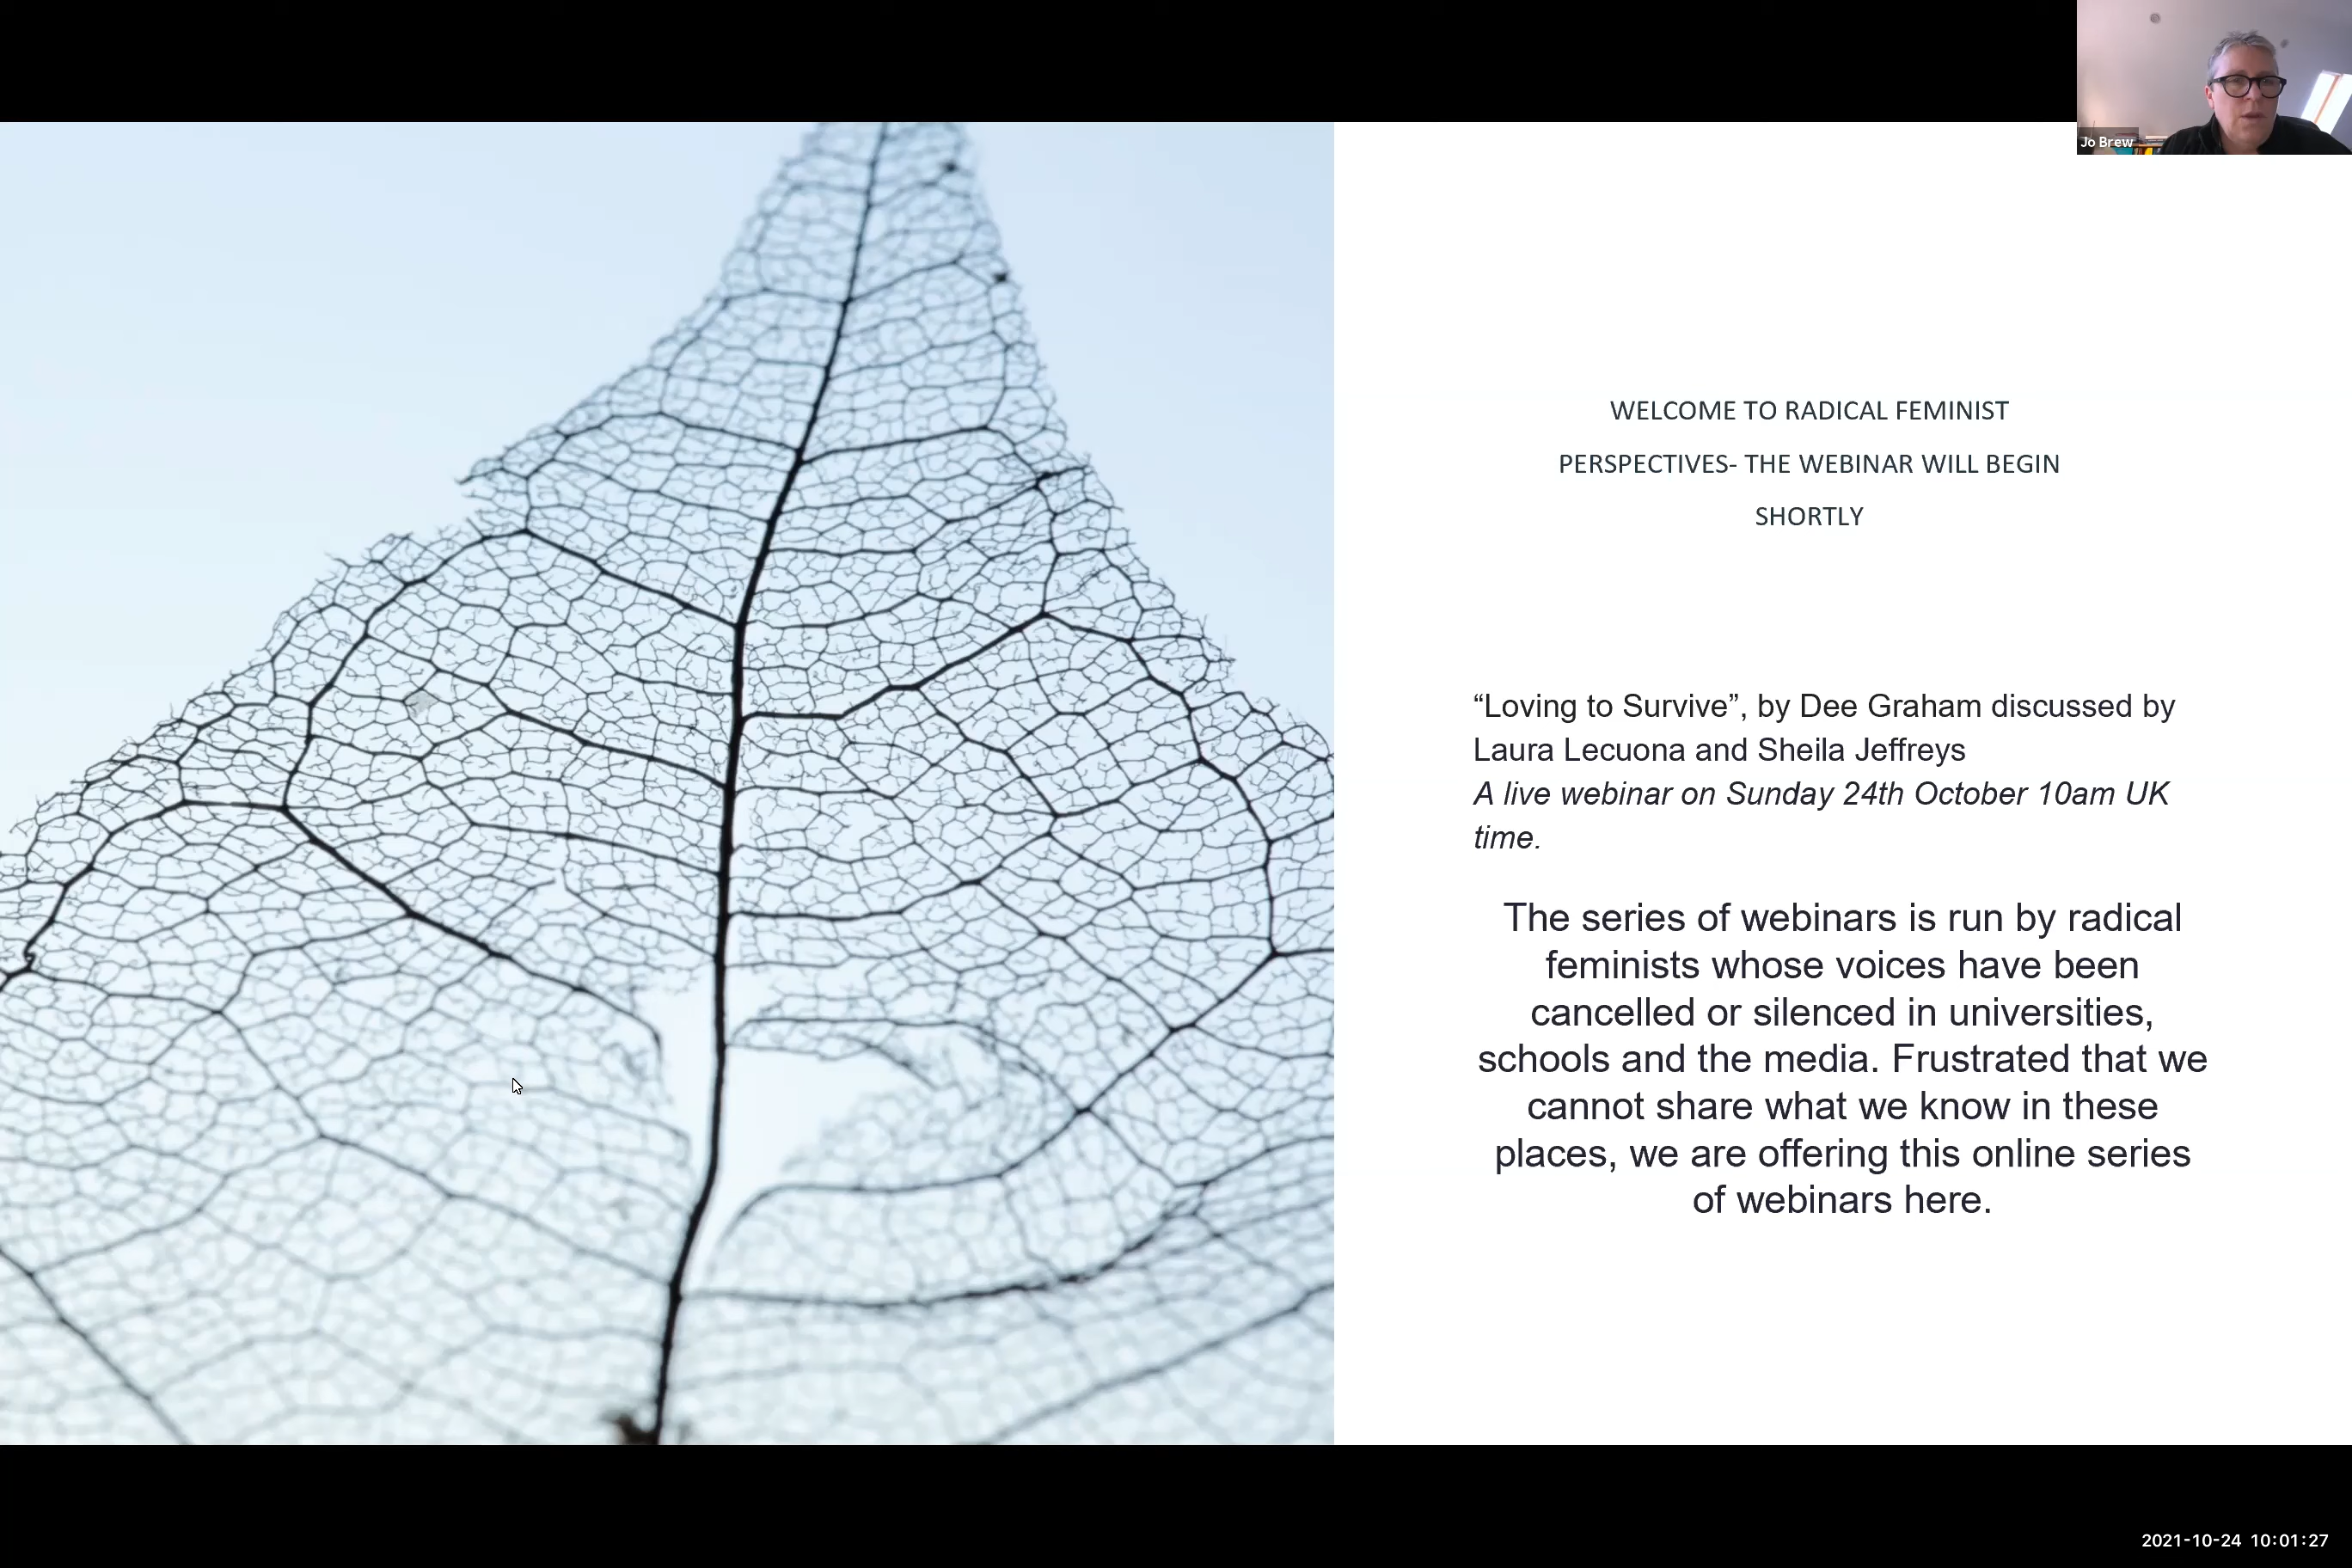 Jo Brew
WELCOME TO RADICAL FEMINIST
PERSPECTIVES- THE WEBINAR WILL BEGIN
SHORTLY
“Loving to Survive”, by Dee Graham discussed by
Laura Lecuona and Sheila Jeffreys
A live webinar on Sunday 24th October 10am UK
time.
The series of webinars is run by radical
feminists whose voices have been
cancelled or silenced in universities,
schools and the media. Frustrated that we
cannot share what we know in these
places, we are offering this online series
of webinars here.
2021-10-24 10:01:27